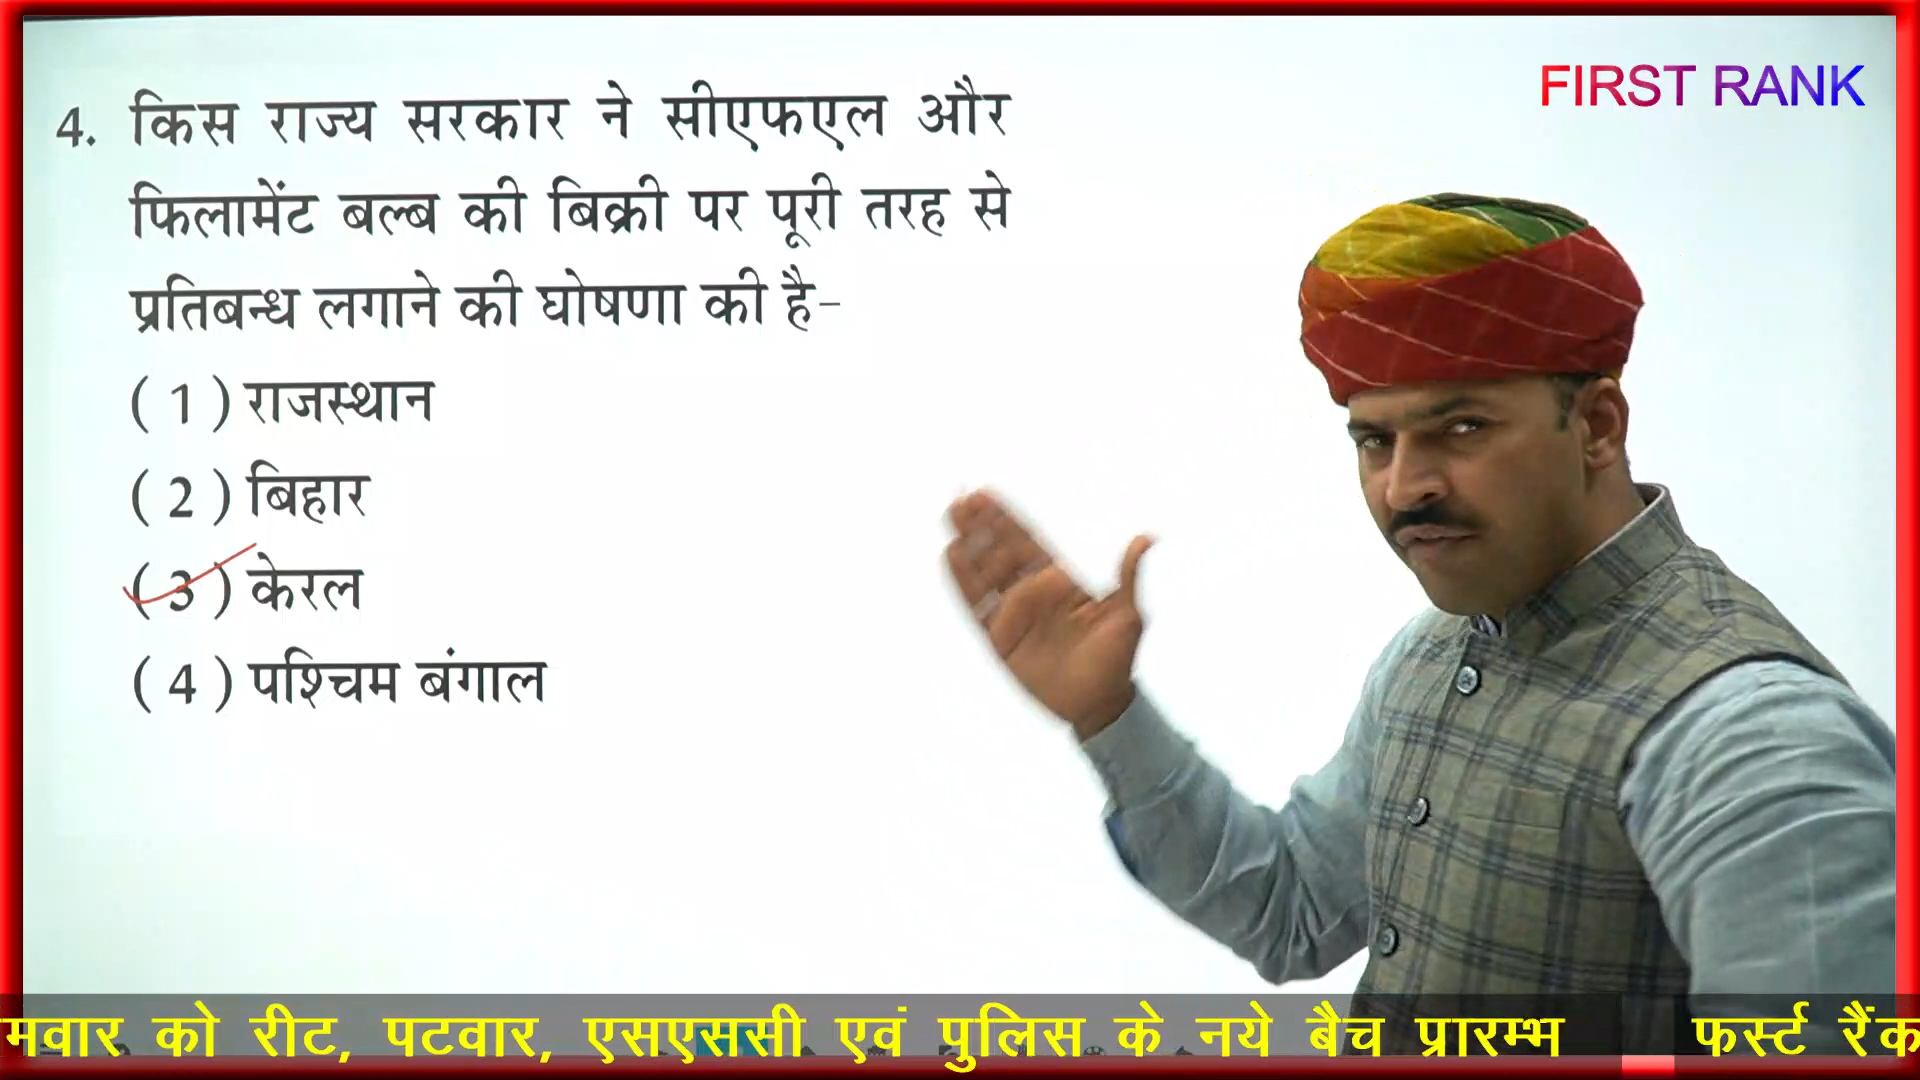 FIRST RANK
4. किस राज्य सरकार ने सीएफएल और
फिलामेंट बल्ब की बिक्री पर पूरी तरह से
प्रतिबन्ध लगाने की घोषणा की है-
( 1 ) राजस्थान
( 2 ) बिहार
( 3 ) केरल
( 4 ) पश्चिम बंगाल
मवार को रीट, पटवार, एसएससी एवं पुलिस के नये बैच प्रारम्भ फर्स्ट रैंक